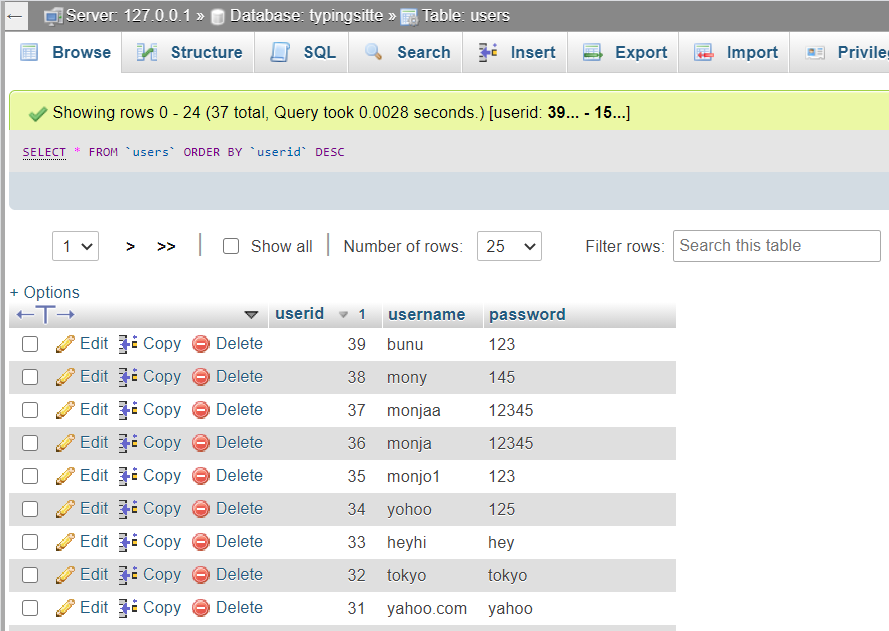 Server: 127.0.0.1 » Database: typingsitte » Table: users
Browse Structure SQL Search Insert Export Import
Showing rows 0 - 24 (37 total, Query took 0.0028 seconds.) [userid: 39... - 15...]
SELECT * FROM `users` ORDER BY `userid` DESC
1 > >> | Show all | Number of rows: 25 Filter rows: Search this table
+ Options
←T→ userid 1 username password
Edit Copy Delete 39 bunu 123
Edit Copy Delete 38 mony 145
Edit Copy Delete 37 monjaa 12345
Edit Copy Delete 36 monja 12345
Edit Copy Delete 35 monjo1 123
Edit Copy Delete 34 yohoo 125
Edit Copy Delete 33 heyhi hey
Edit Copy Delete 32 tokyo tokyo
Edit Copy Delete 31 yahoo.com yahoo